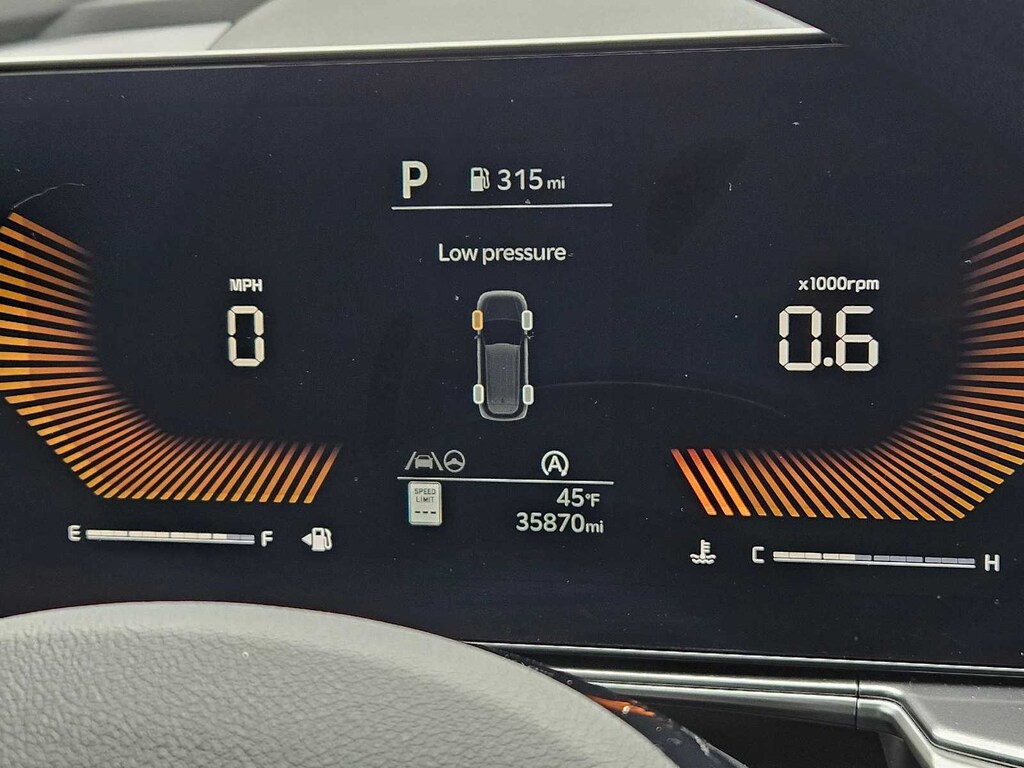 P 315 mi
Low pressure
MPH
0
x1000rpm
0.6
A
SPEED
LIMIT
---
45°F
35870mi
E F
C H